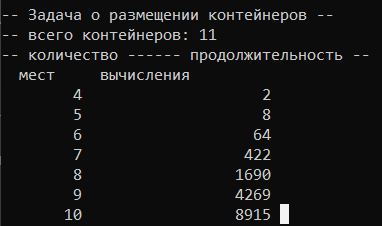 -- Задача о размещении контейнеров --
-- всего контейнеров: 11
-- количество ------ продолжительность --
мест вычисления
4 2
5 8
6 64
7 422
8 1690
9 4269
10 8915